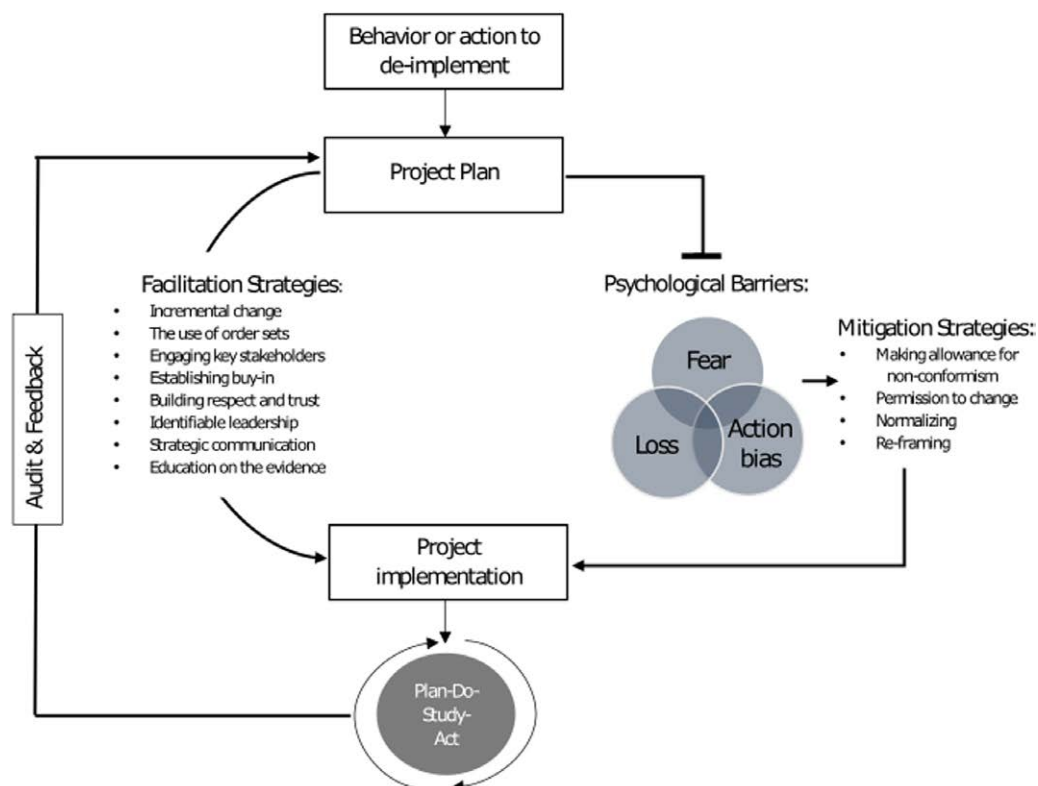 Behavior or action to
de-implement
Project Plan
Facilitation Strategies:
• Incremental change
• The use of order sets
• Engaging key stakeholders
• Establishing buy-in
• Building respect and trust
• Identifiable leadership
• Strategic communication
• Education on the evidence
Psychological Barriers:
Fear
Loss
Action
bias
Mitigation Strategies:
• Making allowance for
non-conformism
• Permission to change
• Normalizing
• Re-framing
Audit & Feedback
Project
implementation
Plan-Do-
Study-
Act